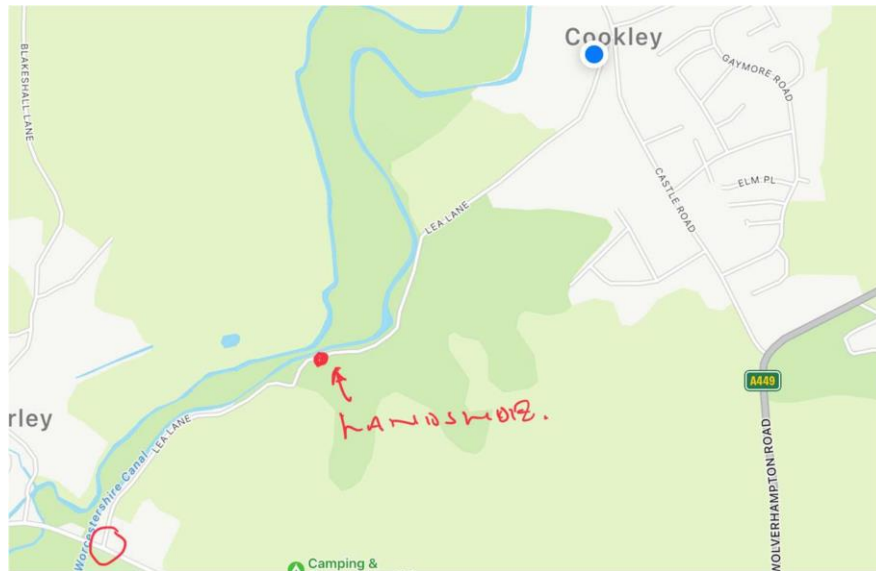 Cookley
BLAKESHALL LANE
GAYMORE ROAD
ELM PL
CASTLE ROAD
LEA LANE
A449
rley
LEA LANE
Worcestershire Canal
WOLVERHAMPTON ROAD
Camping &